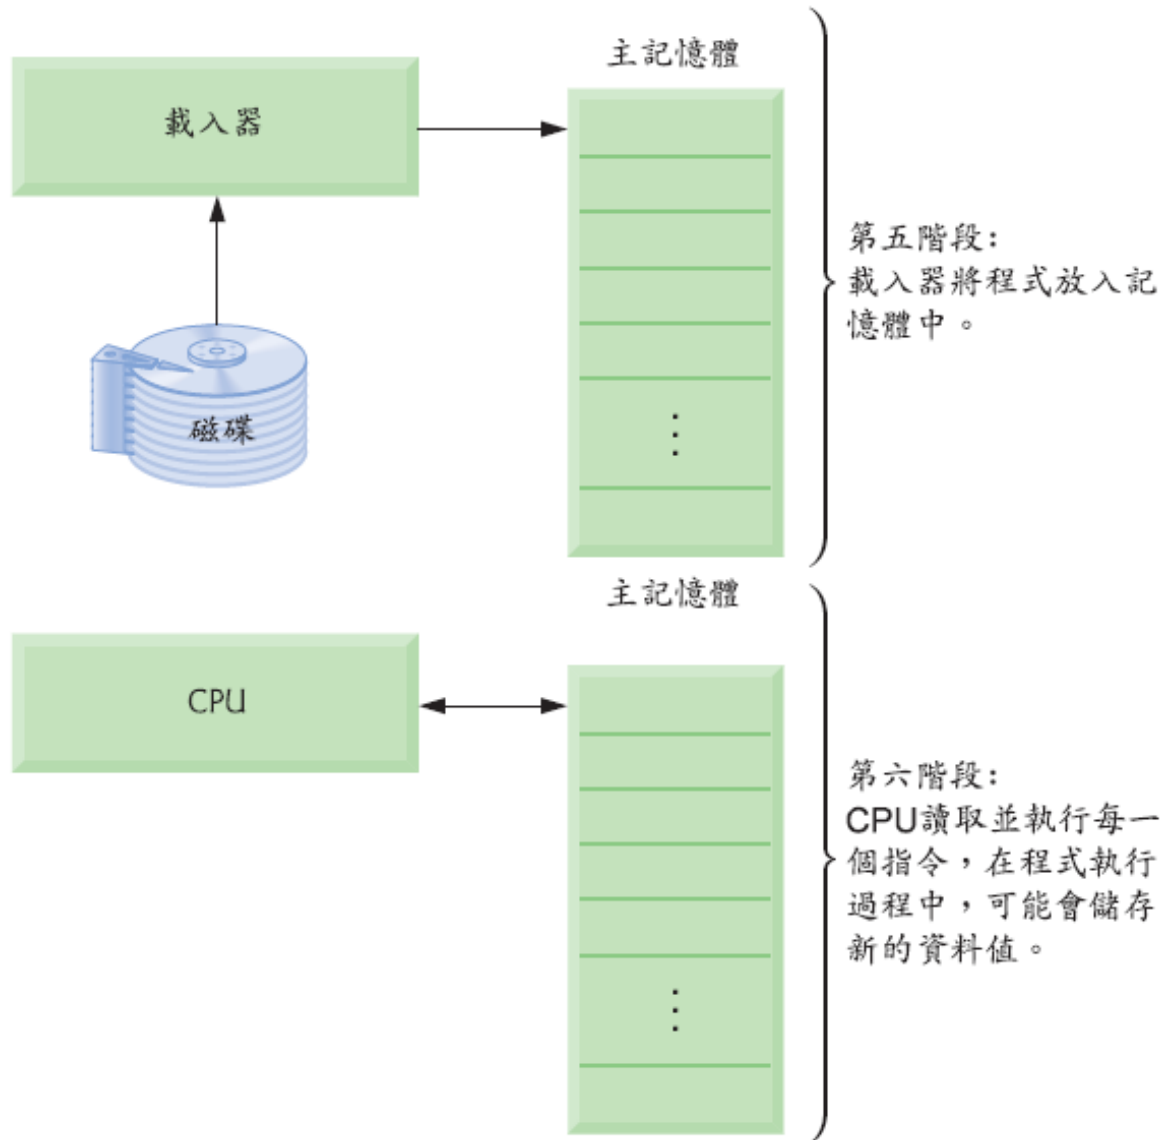 主記憶體
載入器
磁碟
第五階段:
載入器將程式放入記
憶體中。
主記憶體
CPU
第六階段:
CPU讀取並執行每一
個指令，在程式執行
過程中，可能會儲存
新的資料值。